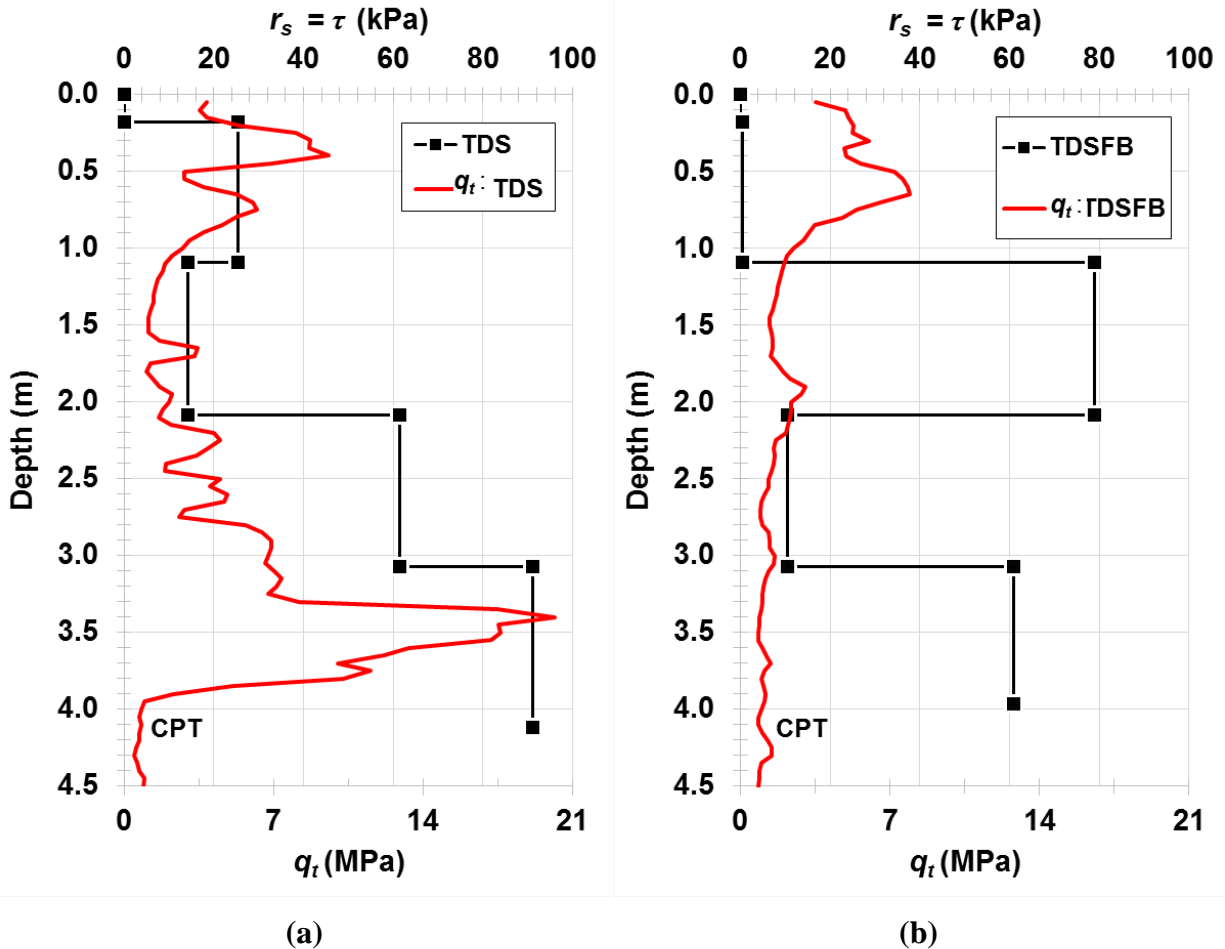 r_s = τ (kPa)
0 20 40 60 80 100
0.0
0.5
1.0
1.5
2.0
2.5
3.0
3.5
4.0
4.5
Depth (m)
TDS
q_t : TDS
CPT
0 7 14 21
q_t (MPa)
(a)
r_s = τ (kPa)
0 20 40 60 80 100
0.0
0.5
1.0
1.5
2.0
2.5
3.0
3.5
4.0
4.5
Depth (m)
TDSFB
q_t : TDSFB
CPT
0 7 14 21
q_t (MPa)
(b)